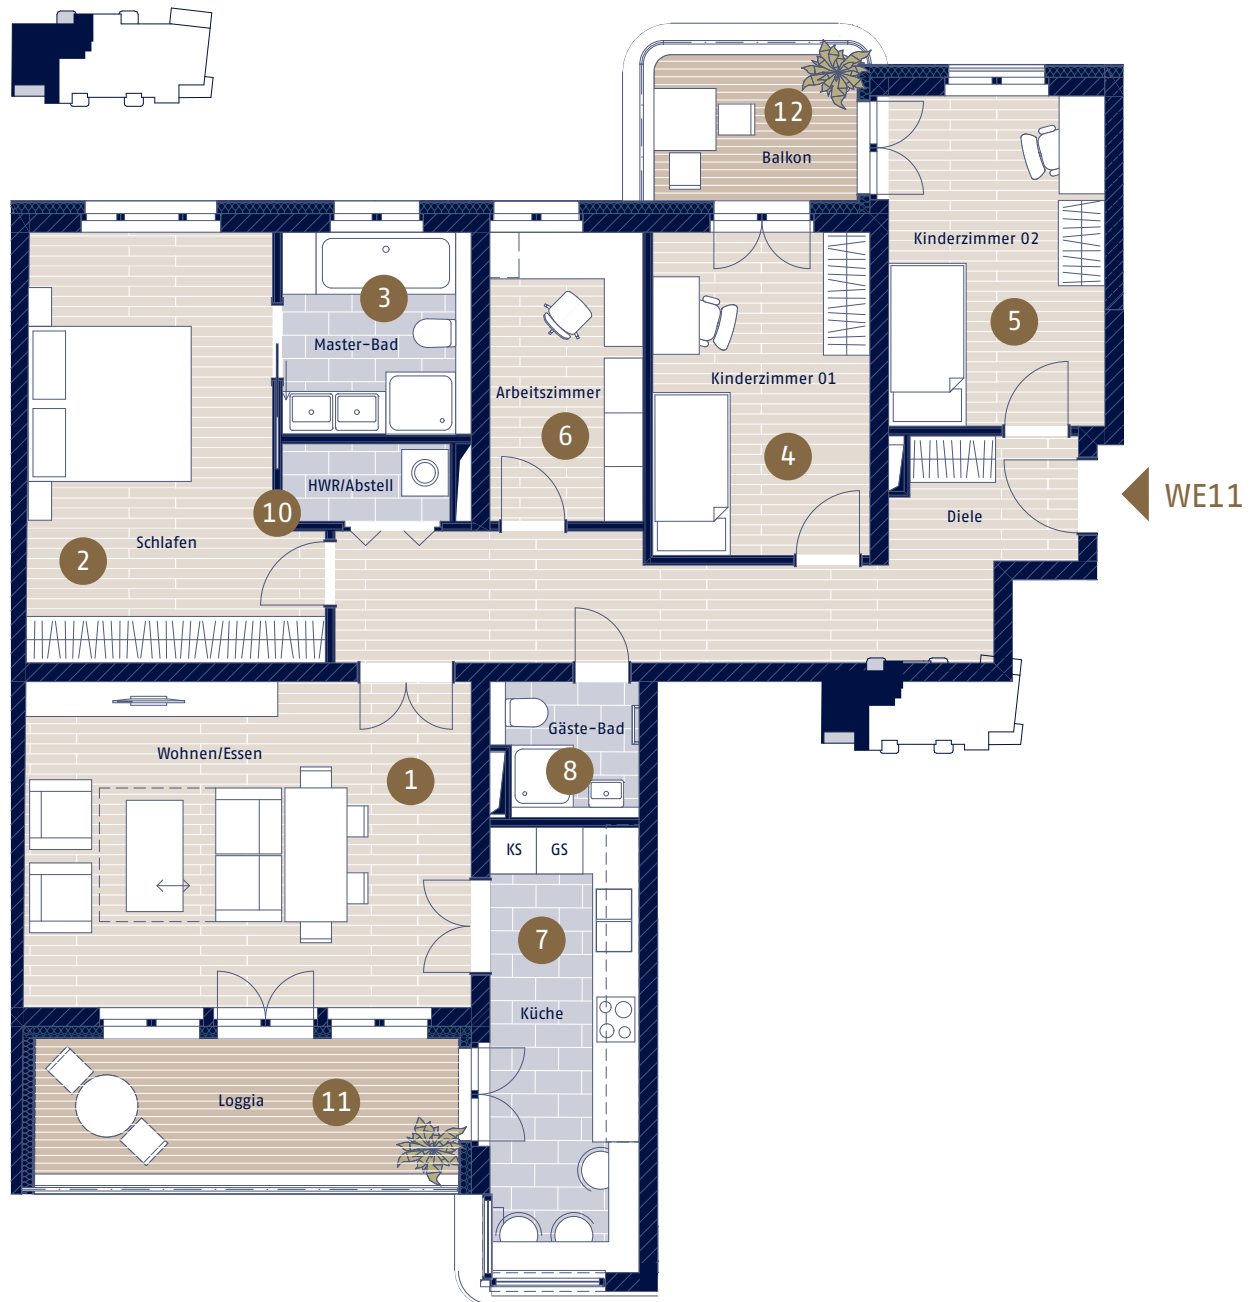 12
Balkon
Kinderzimmer 02
5
3
Master-Bad
Arbeitszimmer
6
Kinderzimmer 01
4
HWR/Abstell
10
Schlafen
2
Diele
WE11
Wohnen/Essen
1
Gäste-Bad
8
KS
GS
7
Küche
Loggia
11